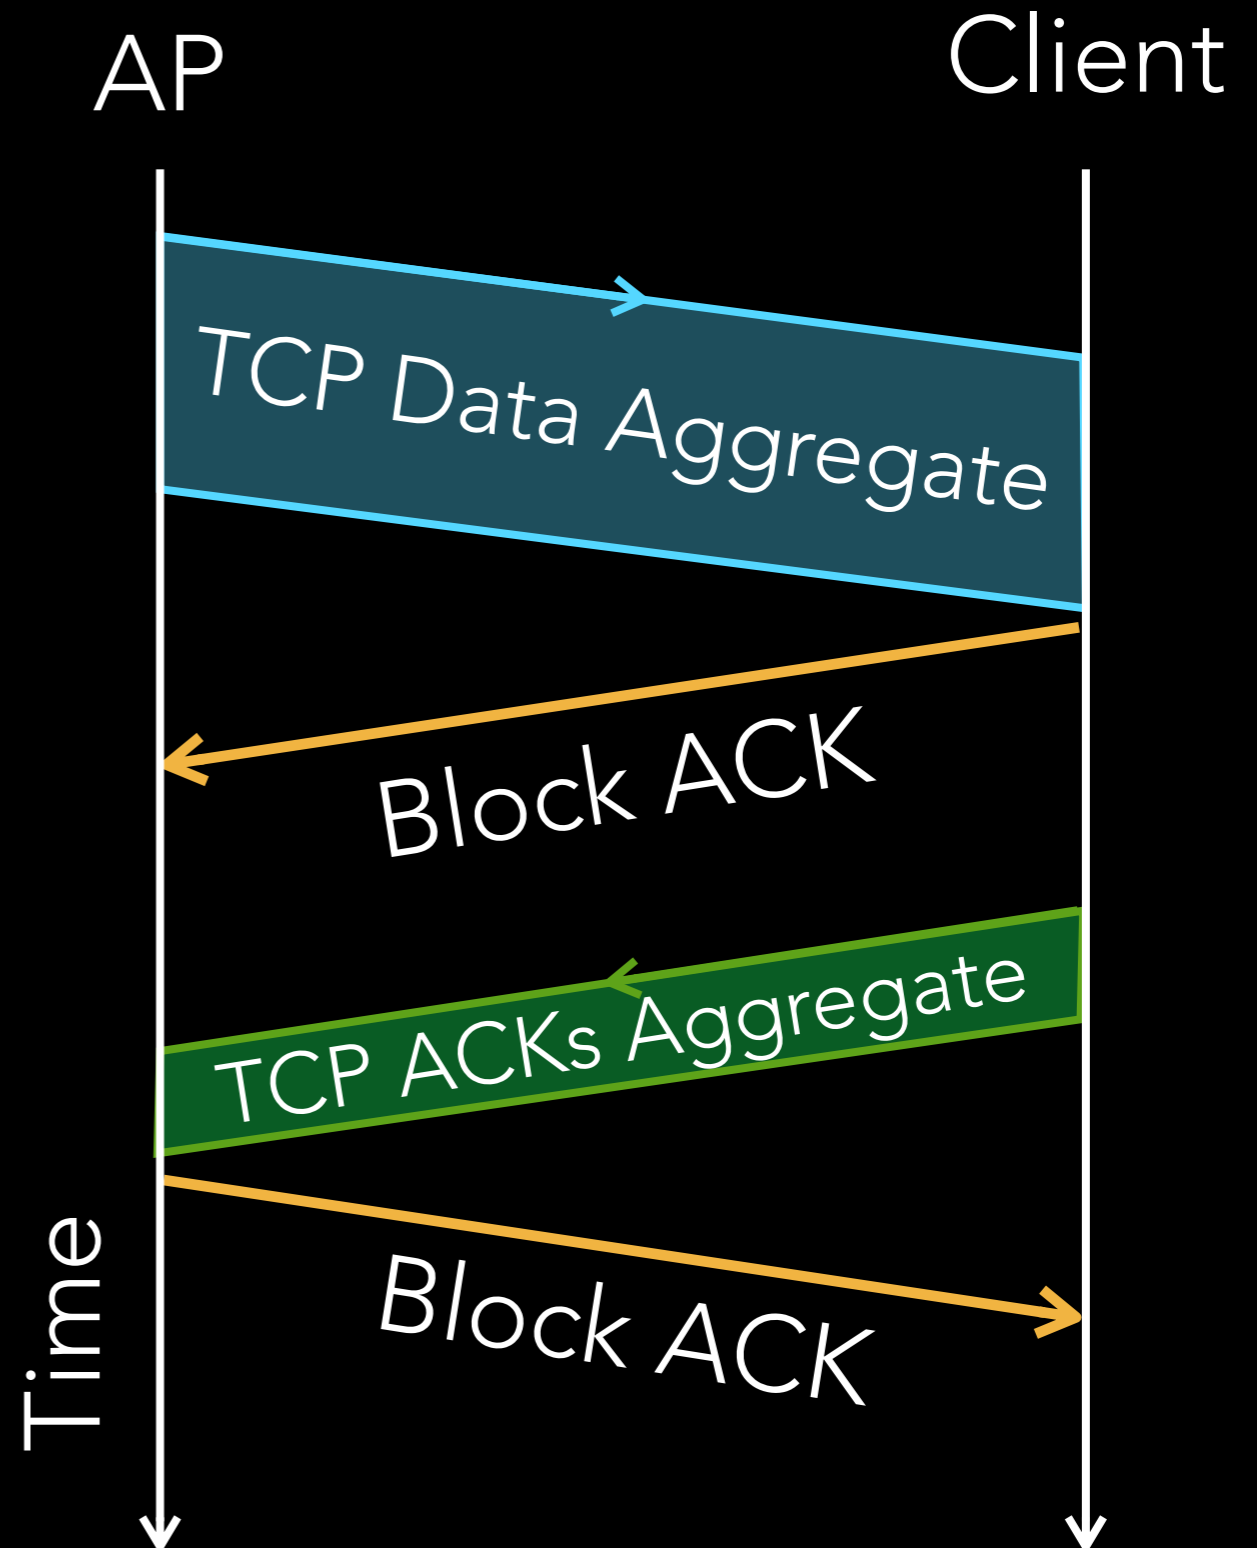 AP
Client
TCP Data Aggregate
Block ACK
TCP ACKs Aggregate
Block ACK
Time